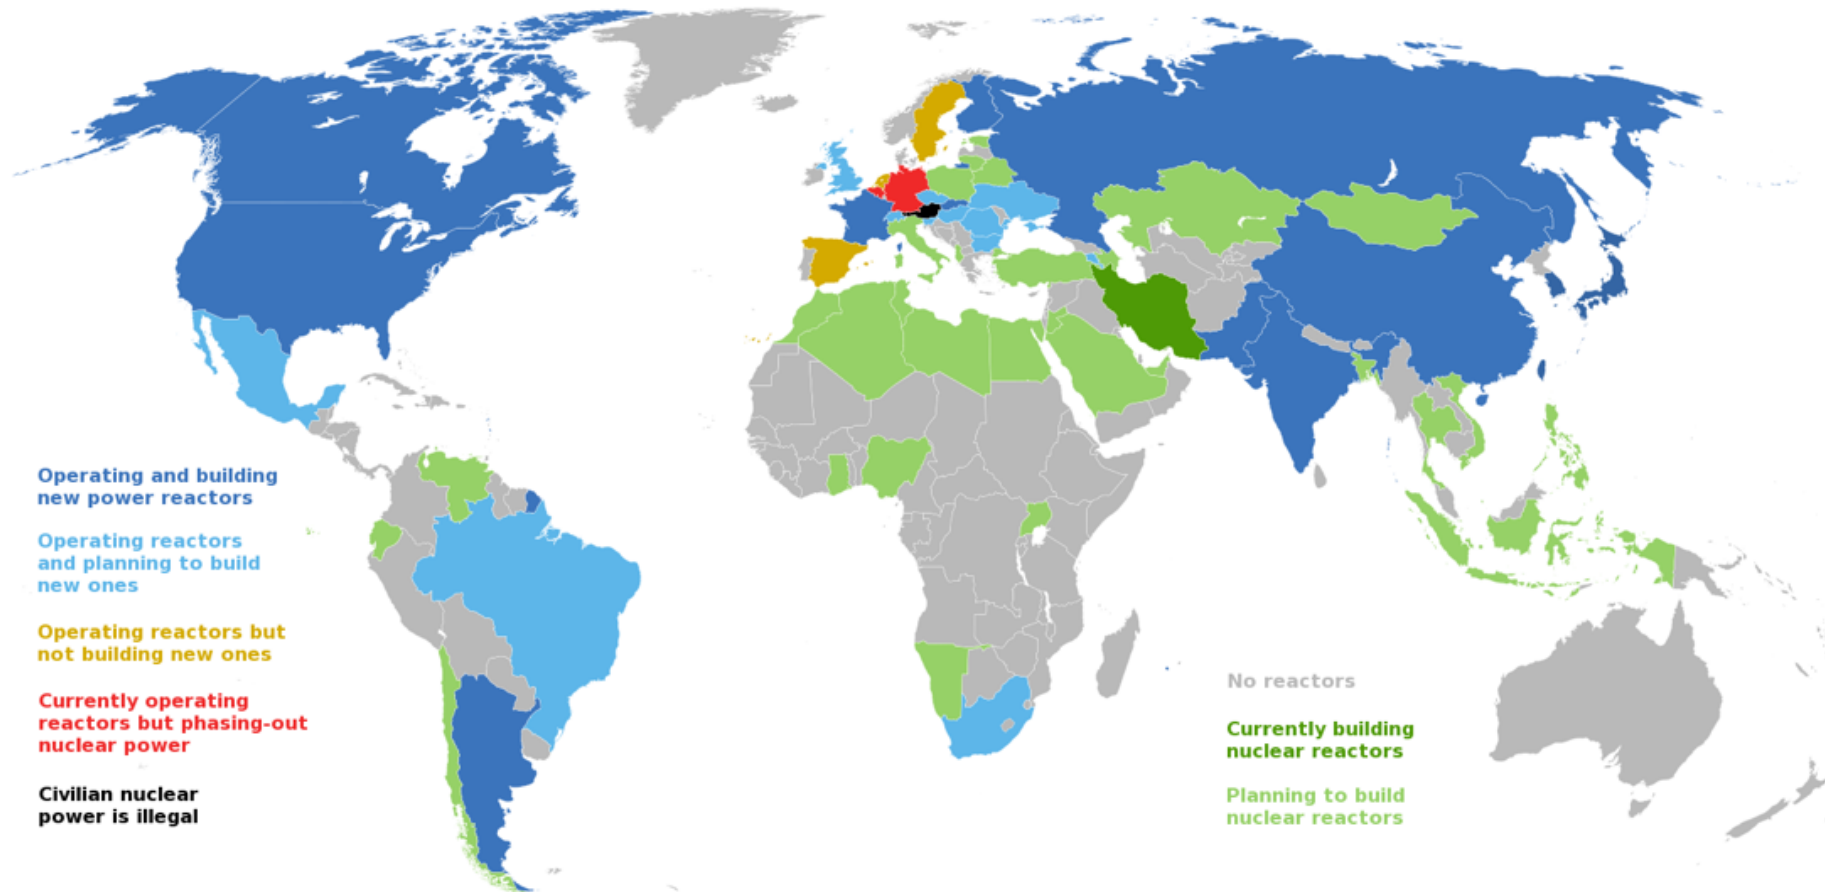 Operating and building
new power reactors
Operating reactors
and planning to build
new ones
Operating reactors but
not building new ones
Currently operating
reactors but phasing-out
nuclear power
Civilian nuclear
power is illegal
No reactors
Currently building
nuclear reactors
Planning to build
nuclear reactors